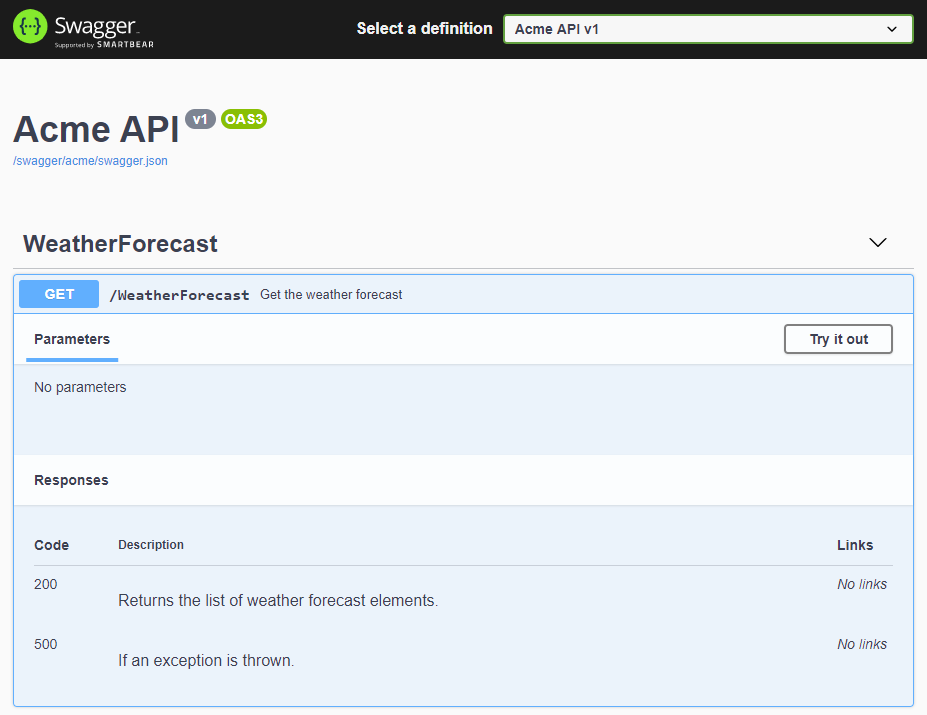 Swagger
Supported by SMARTBEAR
Select a definition
Acme API v1
Acme API v1 OAS3
/swagger/acme/swagger.json
WeatherForecast
GET /WeatherForecast Get the weather forecast
Parameters
Try it out
No parameters
Responses
Code Description Links
200 No links
Returns the list of weather forecast elements.
500 No links
If an exception is thrown.